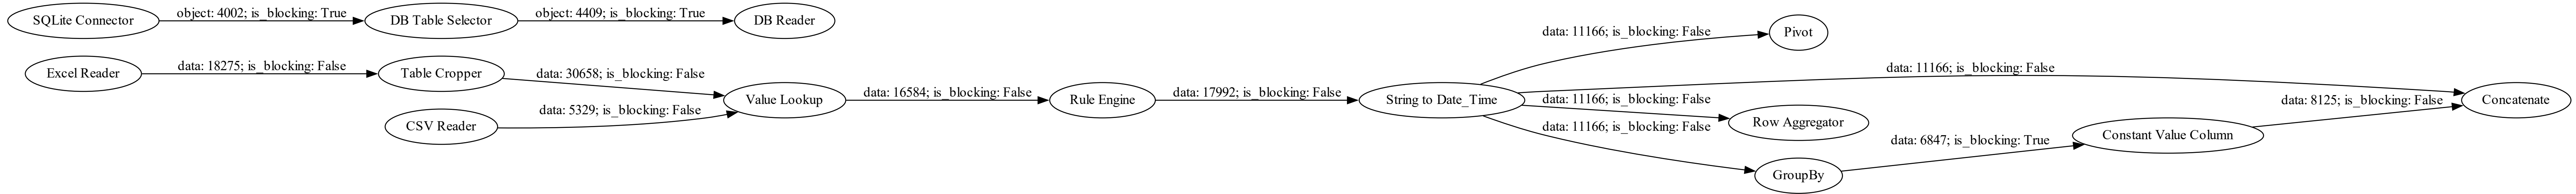 SQLite Connector
object: 4002; is_blocking: True
DB Table Selector
object: 4409; is_blocking: True
DB Reader
Excel Reader
data: 18275; is_blocking: False
Table Cropper
data: 30658; is_blocking: False
CSV Reader
data: 5329; is_blocking: False
Value Lookup
data: 16584; is_blocking: False
Rule Engine
data: 17992; is_blocking: False
String to Date_Time
data: 11166; is_blocking: False
Pivot
data: 11166; is_blocking: False
data: 11166; is_blocking: False
Row Aggregator
data: 11166; is_blocking: False
GroupBy
data: 6847; is_blocking: True
Constant Value Column
data: 8125; is_blocking: False
Concatenate